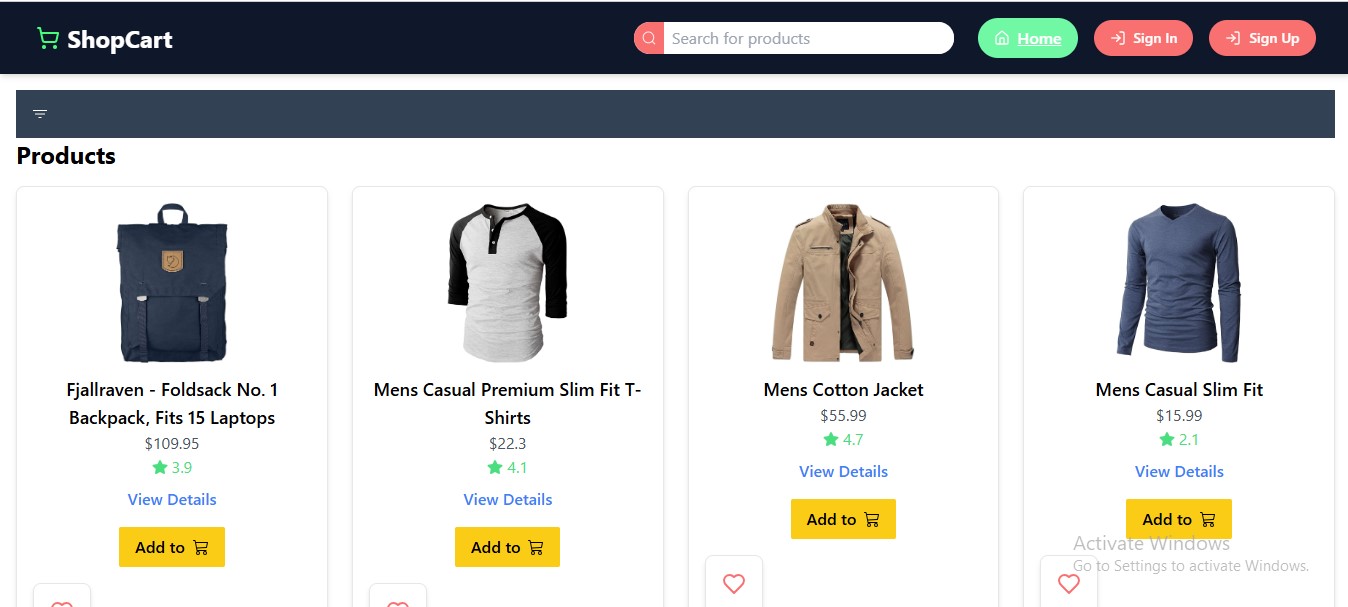 ShopCart
Search for products
Home
Sign In
Sign Up
Products
Fjallraven - Foldsack No. 1
Backpack, Fits 15 Laptops
$109.95
3.9
View Details
Add to
Mens Casual Premium Slim Fit T-
Shirts
$22.3
4.1
View Details
Add to
Mens Cotton Jacket
$55.99
4.7
View Details
Add to
Mens Casual Slim Fit
$15.99
2.1
View Details
Add to
Activate Windows
Go to Settings to activate Windows.